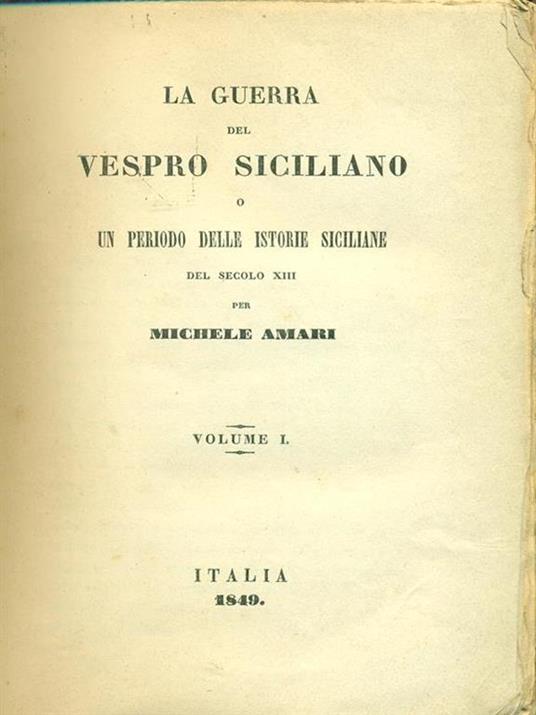 LA GUERRA
DEL
VESPRO SICILIANO
O
UN PERIODO DELLE ISTORIE SICILIANE
DEL SECOLO XIII
PER
MICHELE AMARI
VOLUME I.
ITALIA
1849.